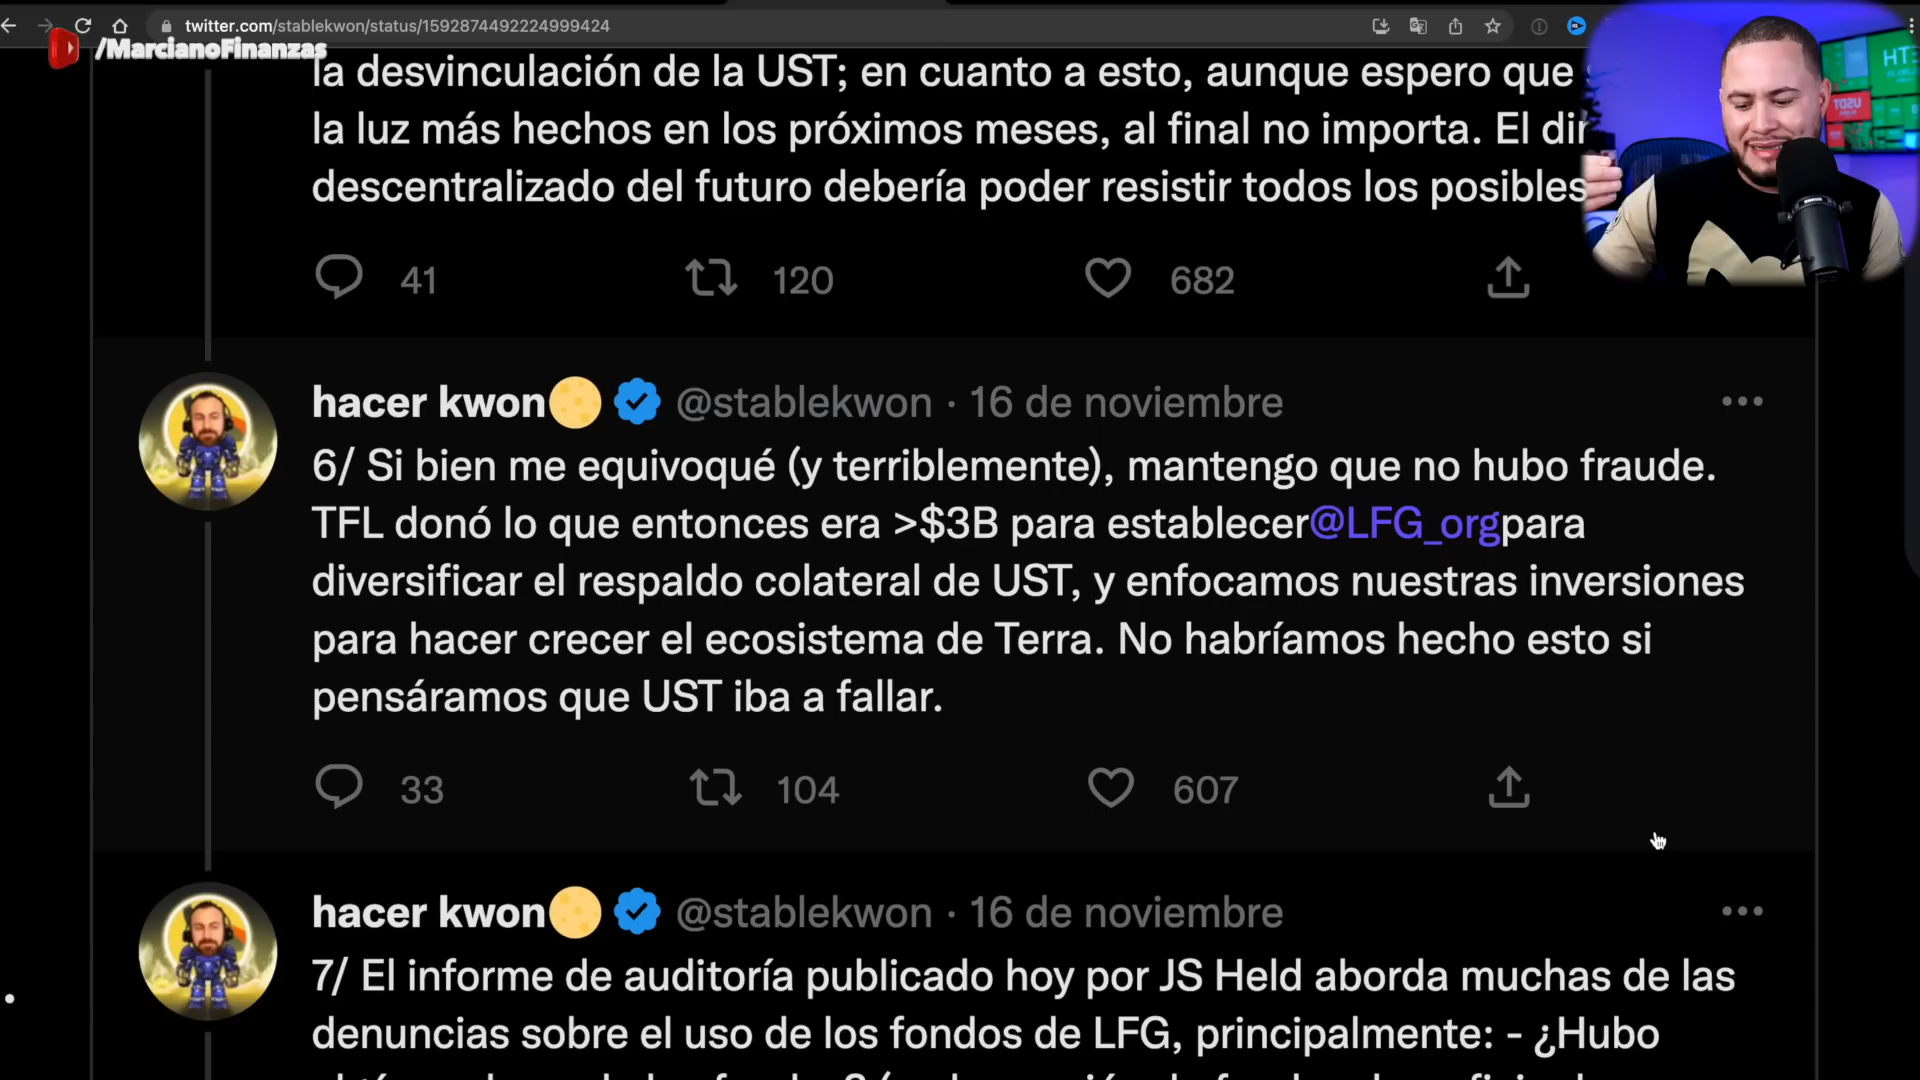 twitter.com/stablekwon/status/1592874492224999424
/MarcianoFinanzas
la desvinculación de la UST; en cuanto a esto, aunque espero que
la luz más hechos en los próximos meses, al final no importa. El
descentralizado del futuro debería poder resistir todos los posibles
41 120 682
hacer kwon @stablekwon · 16 de noviembre
6/ Si bien me equivoqué (y terriblemente), mantengo que no hubo fraude.
TFL donó lo que entonces era >$3B para establecer@LFG_orgpara
diversificar el respaldo colateral de UST, y enfocamos nuestras inversiones
para hacer crecer el ecosistema de Terra. No habríamos hecho esto si
pensáramos que UST iba a fallar.
33 104 607
hacer kwon @stablekwon · 16 de noviembre
7/ El informe de auditoría publicado hoy por JS Held aborda muchas de las
denuncias sobre el uso de los fondos de LFG, principalmente: - ¿Hubo
USDT